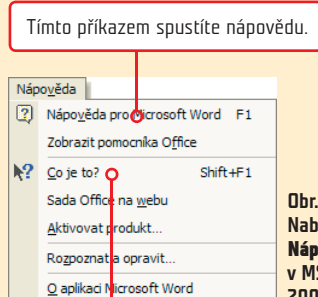 Tímto příkazem spustíte nápovědu.
Nápověda
Nápověda pro Microsoft Word F1
Zobrazit pomocníka Office
Co je to? Shift+F1
Sada Office na webu
Aktivovat produkt...
Rozpoznat a opravit...
O aplikaci Microsoft Word
Obr.
Nab
Náp
v MS
200